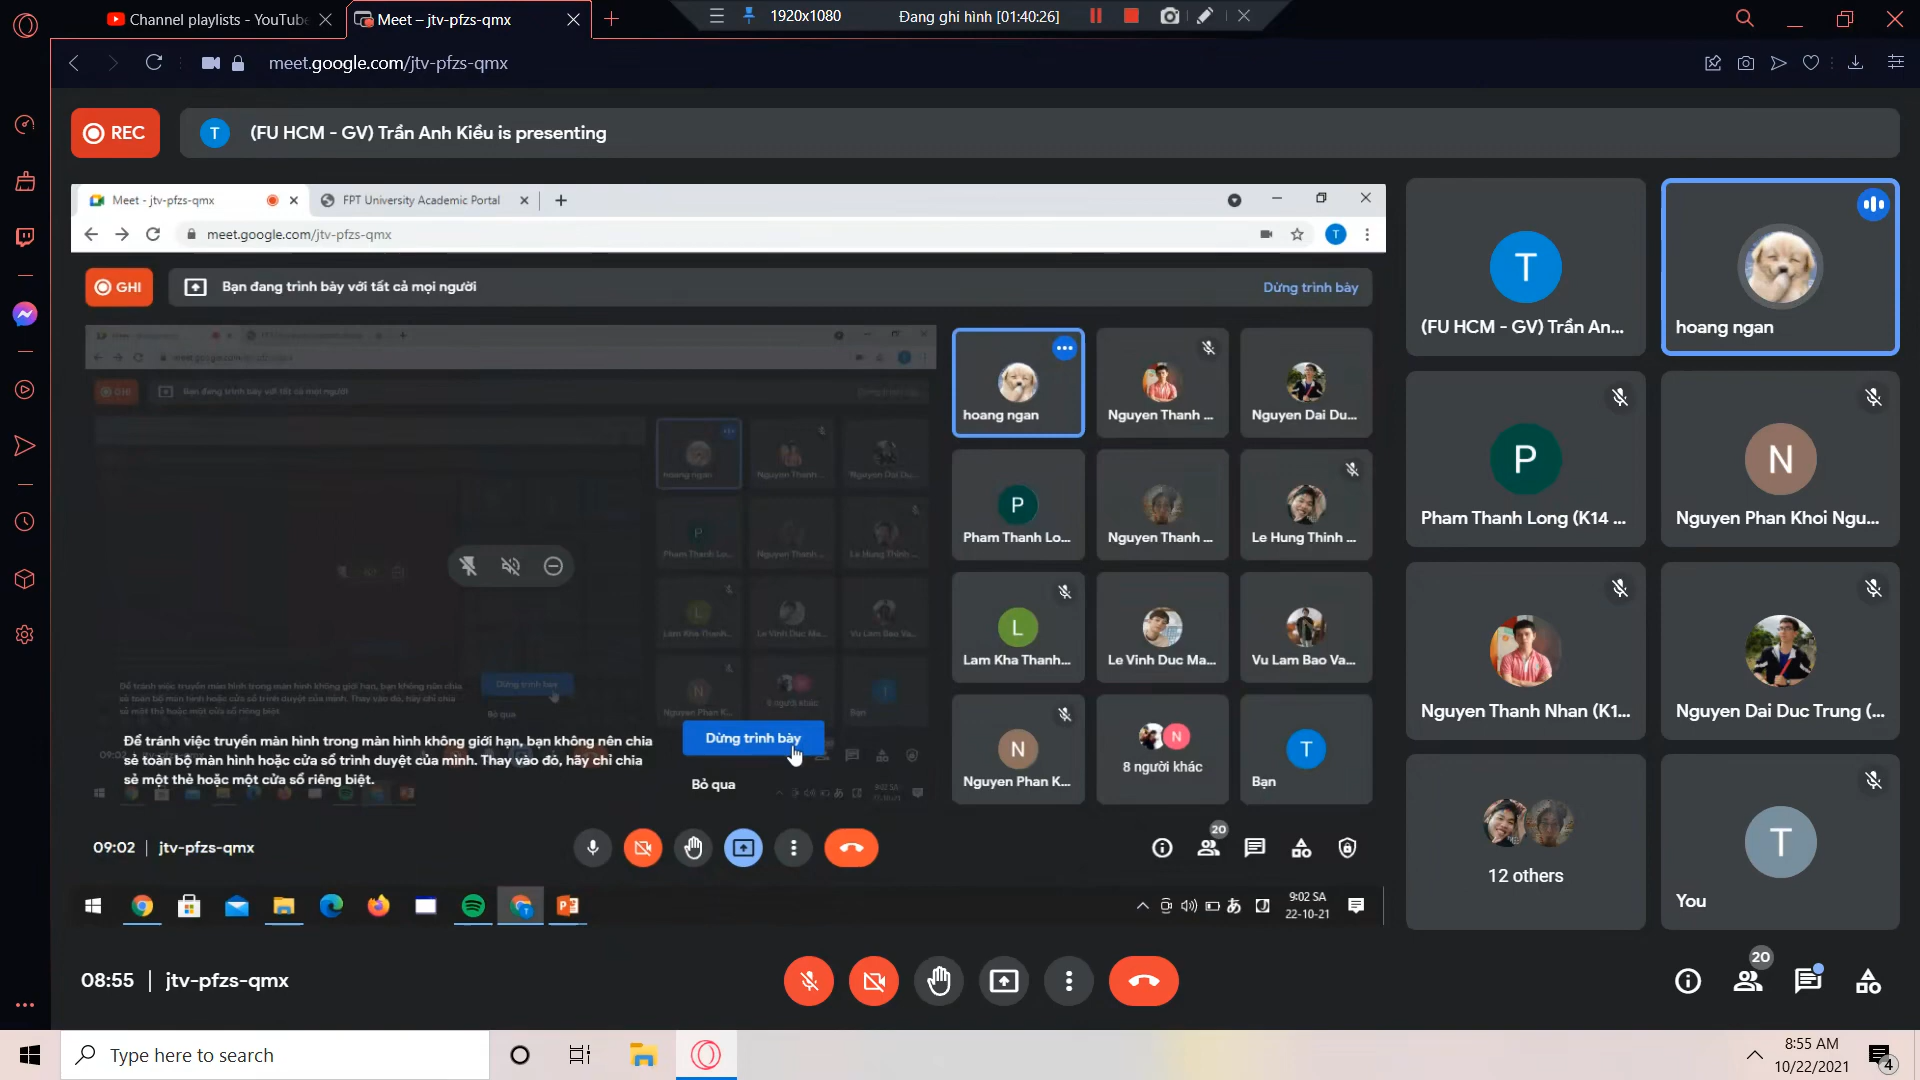 Channel playlists - YouTube
Meet – jtv-pfzs-qmx
1920x1080
Đang ghi hình [01:40:26]
meet.google.com/jtv-pfzs-qmx
REC
T
(FU HCM - GV) Trần Anh Kiều is presenting
Meet - jtv-pfzs-qmx
FPT University Academic Portal
meet.google.com/jtv-pfzs-qmx
T
GHI
Bạn đang trình bày với tất cả mọi người
Dừng trình bày
hoang ngan
Nguyen Thanh ...
Nguyen Dai Du...
P
Pham Thanh Lo...
Nguyen Thanh ...
Le Hung Thinh ...
L
Lam Kha Thanh...
Le Vinh Duc Ma...
Vu Lam Bao Va...
N
Nguyen Phan K...
N
8 người khác
T
Bạn
Để tránh việc truyền màn hình trong màn hình không giới hạn, bạn không nên chia
sẻ toàn bộ màn hình hoặc cửa sổ trình duyệt của mình. Thay vào đó, hãy chỉ chia
sẻ một thẻ hoặc một cửa sổ riêng biệt.
Dừng trình bày
Bỏ qua
09:02 | jtv-pfzs-qmx
20
9:02 SA
22-10-21
T
(FU HCM - GV) Trần An...
hoang ngan
P
Pham Thanh Long (K14 ...
N
Nguyen Phan Khoi Ngu...
Nguyen Thanh Nhan (K1...
Nguyen Dai Duc Trung (...
12 others
T
You
08:55 | jtv-pfzs-qmx
20
Type here to search
8:55 AM
10/22/2021
4